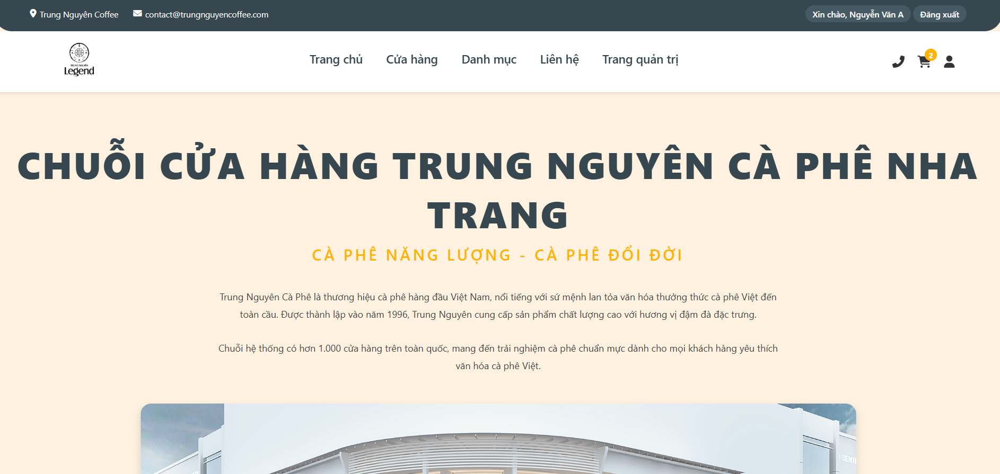 Trung Nguyên Coffee
contact@trungnguyencoffee.com
Xin chào, Nguyễn Văn A
Đăng xuất
TRUNG NGUYÊN
Legend
Trang chủ
Cửa hàng
Danh mục
Liên hệ
Trang quản trị
2
CHUỖI CỬA HÀNG TRUNG NGUYÊN CÀ PHÊ NHA
TRANG
CÀ PHÊ NĂNG LƯỢNG - CÀ PHÊ ĐỔI ĐỜI
Trung Nguyên Cà Phê là thương hiệu cà phê hàng đầu Việt Nam, nổi tiếng với sứ mệnh lan tỏa văn hóa thưởng thức cà phê Việt đến
toàn cầu. Được thành lập vào năm 1996, Trung Nguyên cung cấp sản phẩm chất lượng cao với hương vị đậm đà đặc trưng.
Chuỗi hệ thống có hơn 1.000 cửa hàng trên toàn quốc, mang đến trải nghiệm cà phê chuẩn mực dành cho mọi khách hàng yêu thích
văn hóa cà phê Việt.